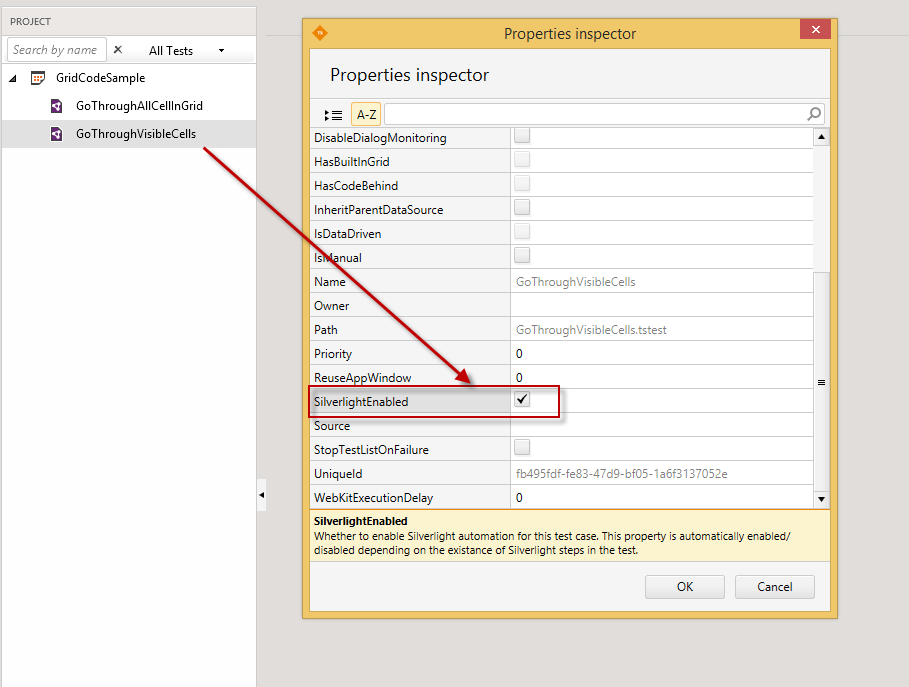 PROJECT
Search by name
All Tests
GridCodeSample
GoThroughAllCellInGrid
GoThroughVisibleCells
Properties inspector
Properties inspector
A-Z
DisableDialogMonitoring
HasBuiltInGrid
HasCodeBehind
InheritParentDataSource
IsDataDriven
IsManual
Name GoThroughVisibleCells
Owner
Path GoThroughVisibleCells.tstest
Priority 0
ReuseAppWindow 0
SilverlightEnabled
Source
StopTestListOnFailure
UniqueId fb495fdf-fe83-47d9-bf05-1a6f3137052e
WebKitExecutionDelay 0
SilverlightEnabled
Whether to enable Silverlight automation for this test case. This property is automatically enabled/
disabled depending on the existance of Silverlight steps in the test.
OK Cancel